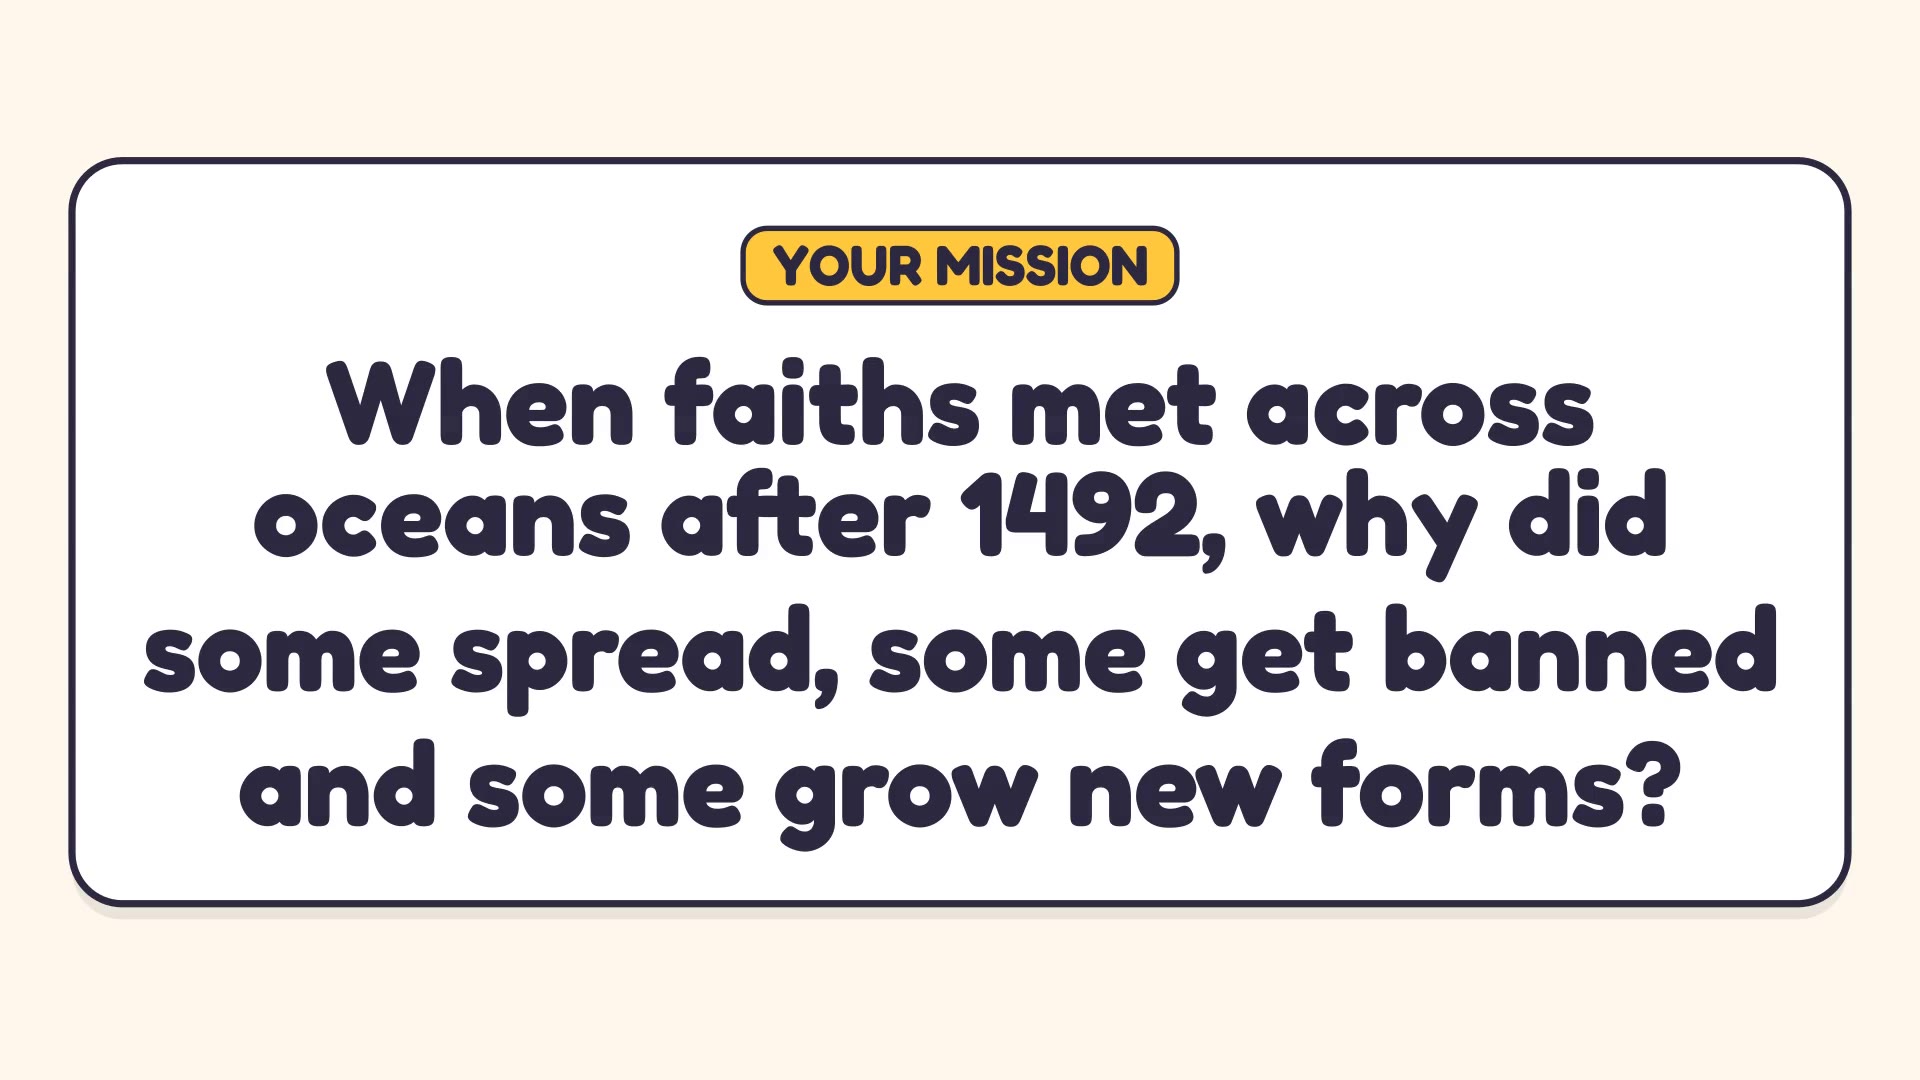 YOUR MISSION
When faiths met across
oceans after 1492, why did
some spread, some get banned
and some grow new forms?